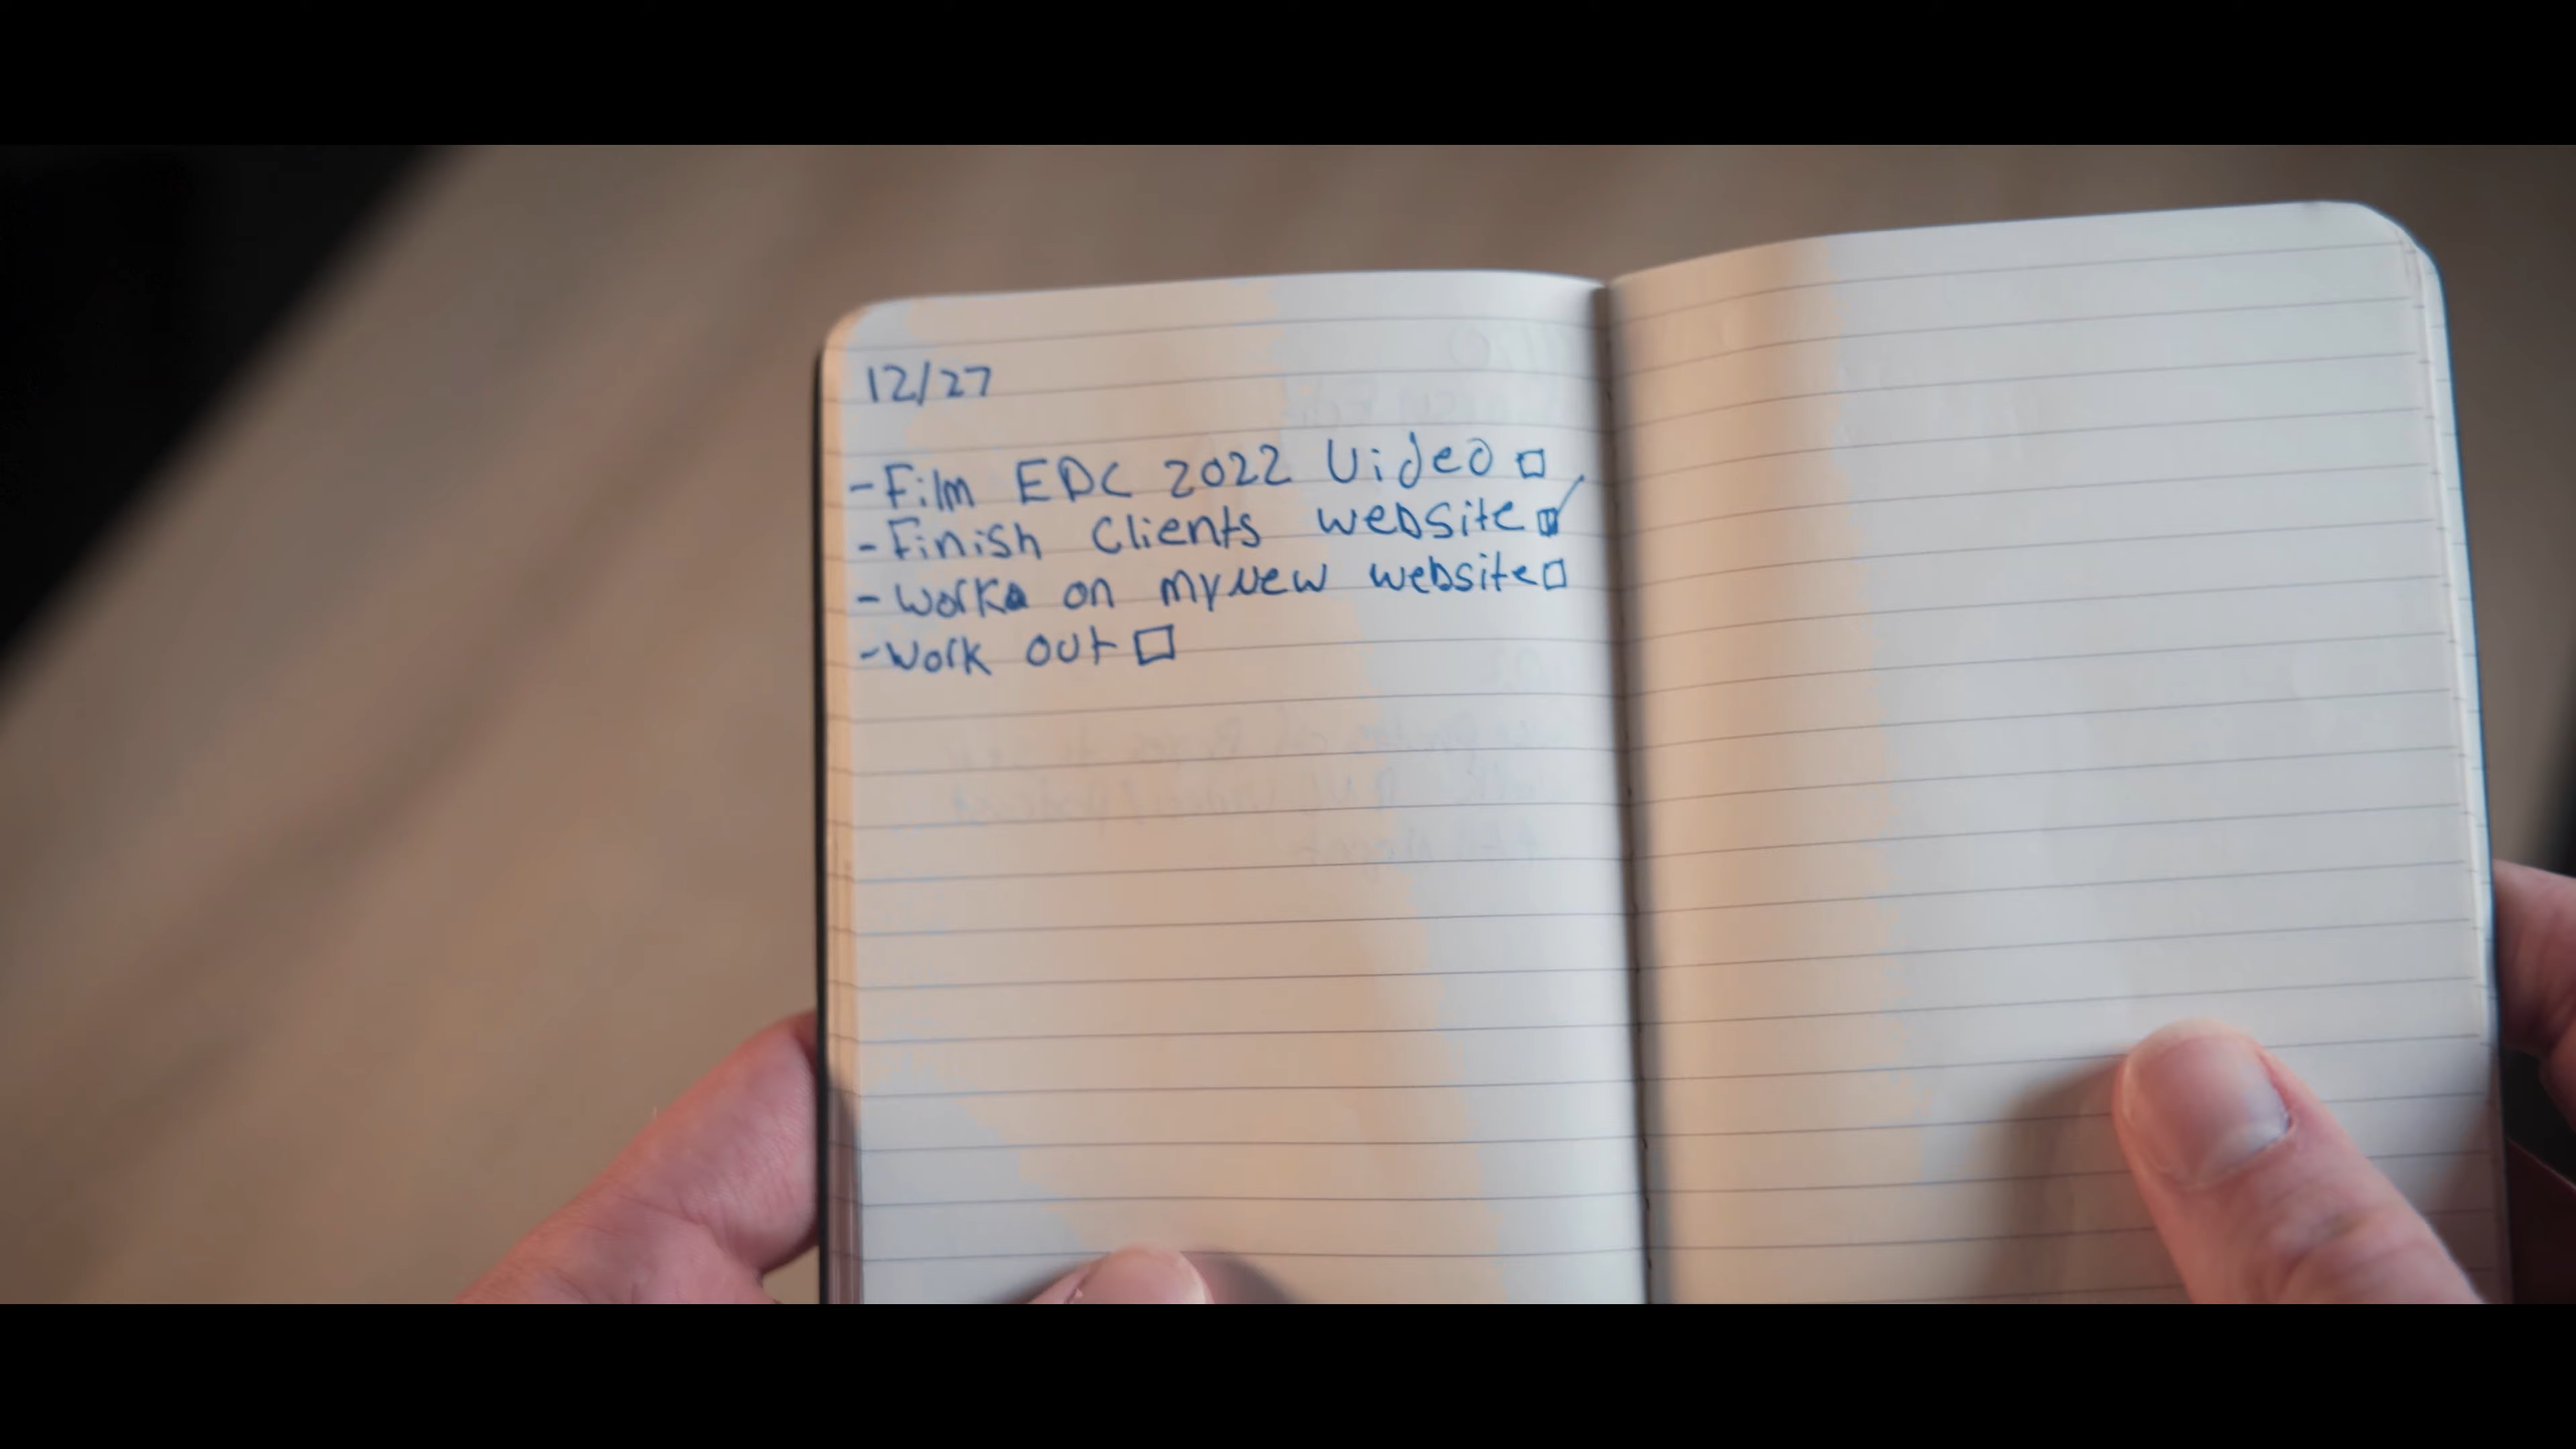 12/27
- Film EDC 2022 Video ☐
- Finish Clients website ☑
- Work on my New website ☐
- Work out ☐